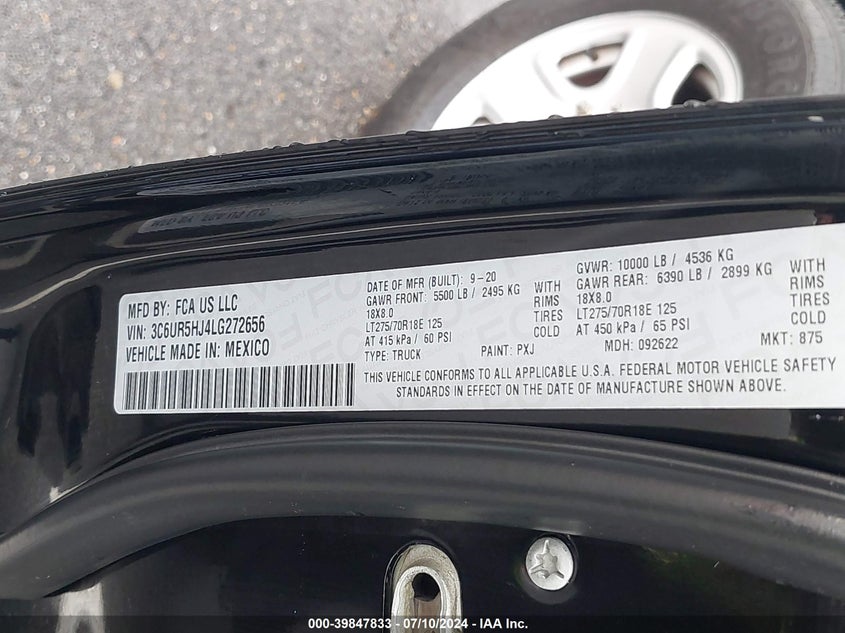 MFD BY: FCA US LLC
VIN: 3C6UR5HJ4LG272656
VEHICLE MADE IN: MEXICO
DATE OF MFR (BUILT): 9-20
GAWR FRONT: 5500 LB / 2495 KG WITH
18X8.0 RIMS
LT275/70R18E 125 TIRES
AT 415 kPa / 60 PSI COLD
TYPE: TRUCK PAINT: PXJ
GVWR: 10000 LB / 4536 KG
GAWR REAR: 6390 LB / 2899 KG WITH
18X8.0 RIMS
LT275/70R18E 125 TIRES
AT 450 kPa / 65 PSI COLD
MDH: 092622 MKT: 875
THIS VEHICLE CONFORMS TO ALL APPLICABLE U.S.A. FEDERAL MOTOR VEHICLE SAFETY
STANDARDS IN EFFECT ON THE DATE OF MANUFACTURE SHOWN ABOVE.
000-39847833 / 07/10/2024 - IAA Inc.